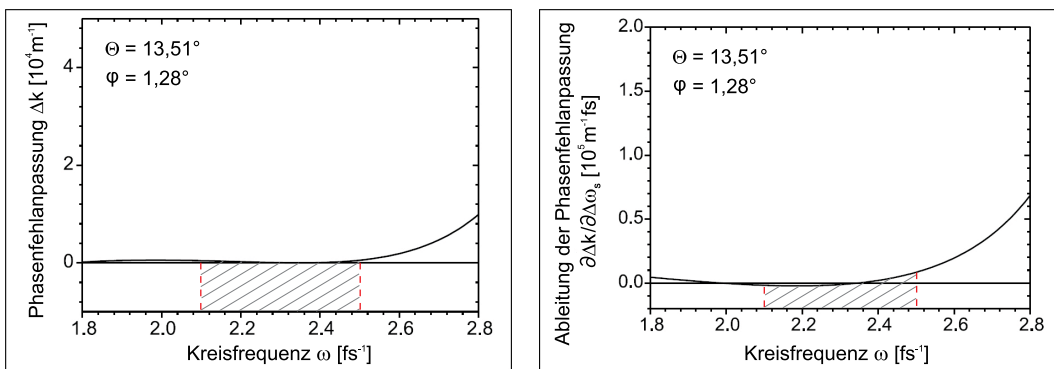 Phasenfehlanpassung Δk [10⁴m⁻¹]
4
2
0
Θ = 13,51°
φ = 1,28°
1.8 2.0 2.2 2.4 2.6 2.8
Kreisfrequenz ω [fs⁻¹]
Ableitung der Phasenfehlanpassung
∂Δk/∂Δωₛ [10⁵m⁻¹fs]
2.0
1.5
1.0
0.5
0.0
Θ = 13,51°
φ = 1,28°
1.8 2.0 2.2 2.4 2.6 2.8
Kreisfrequenz ω [fs⁻¹]